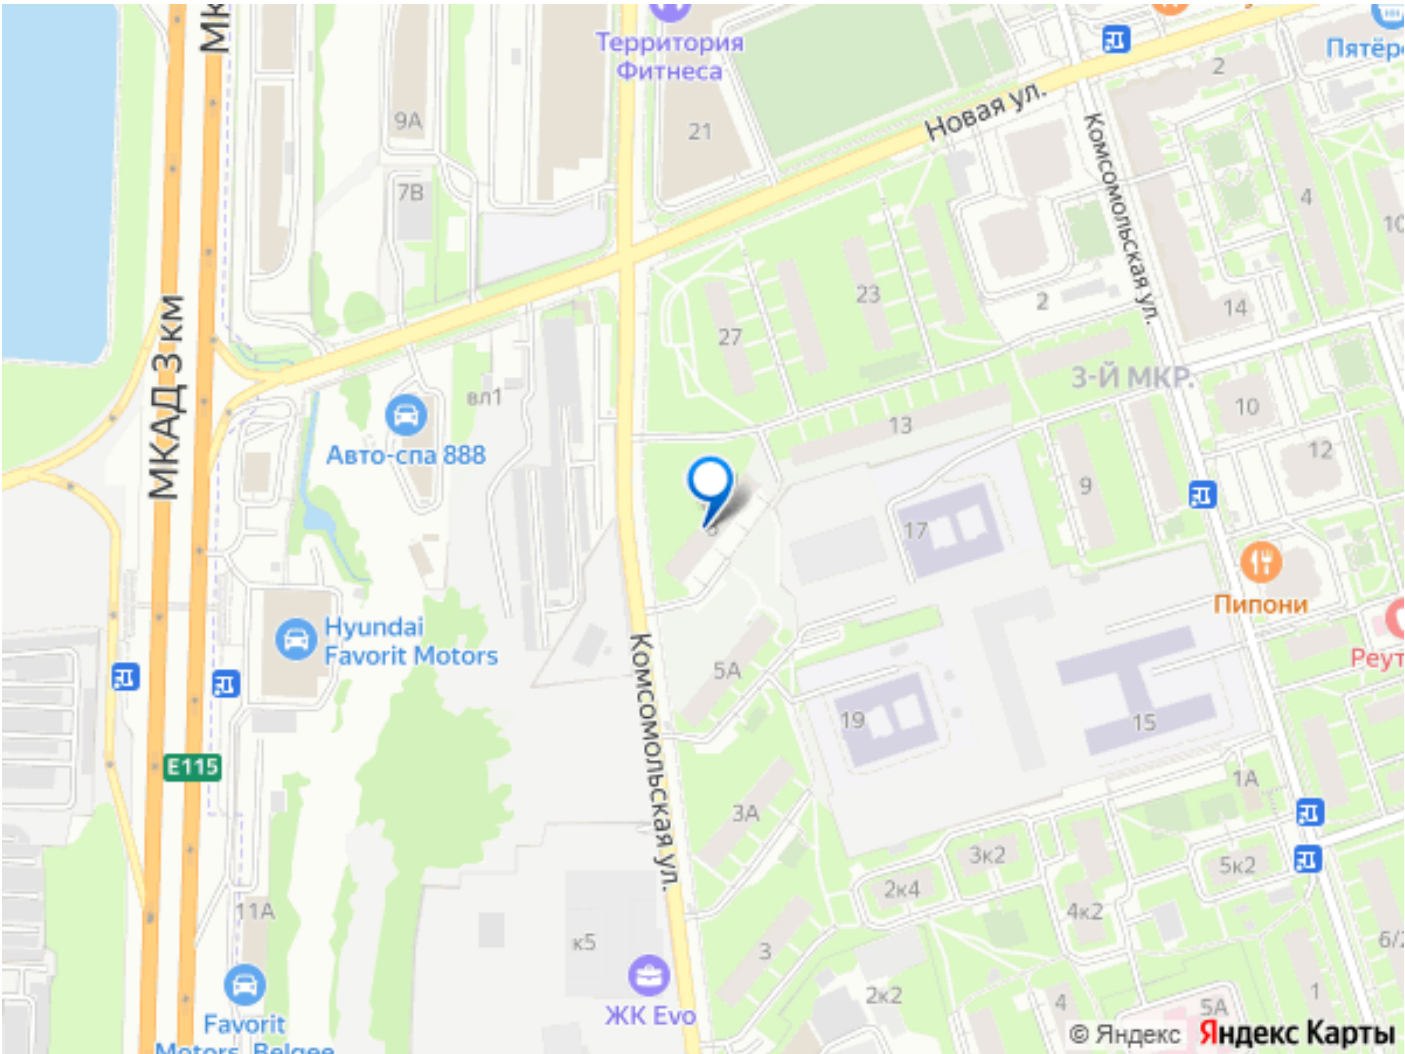 МК
Территория
Фитнеса
Пятёр
2
9А
21
Новая ул.
Комсомольская ул.
7В
4
10
МКАД 3 км
23
2
14
27
3-Й МКР.
вл1
10
13
12
Авто-спа 888
9
17
Пипони
Hyundai
Favorit Motors
Комсомольская ул.
Реут
5А
19
15
E115
1А
3А
3к2
5к2
2к4
4к2
11А
к5
3
6/2
2к2
4
5А
1
ЖК Evo
Favorit
Motors, Belgee
© Яндекс Яндекс Карты